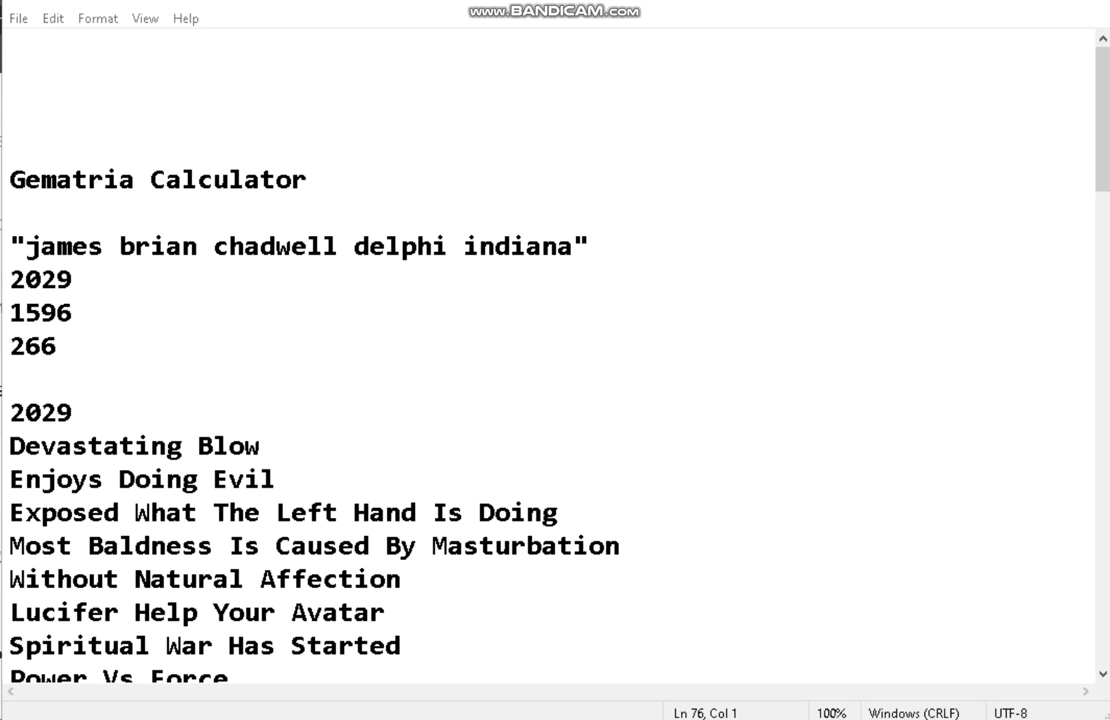 www.BANDICAM.com
File Edit Format View Help
Gematria Calculator
"james brian chadwell delphi indiana"
2029
1596
266
2029
Devastating Blow
Enjoys Doing Evil
Exposed What The Left Hand Is Doing
Most Baldness Is Caused By Masturbation
Without Natural Affection
Lucifer Help Your Avatar
Spiritual War Has Started
Power Vs Force
Ln 76, Col 1 100% Windows (CRLF) UTF-8